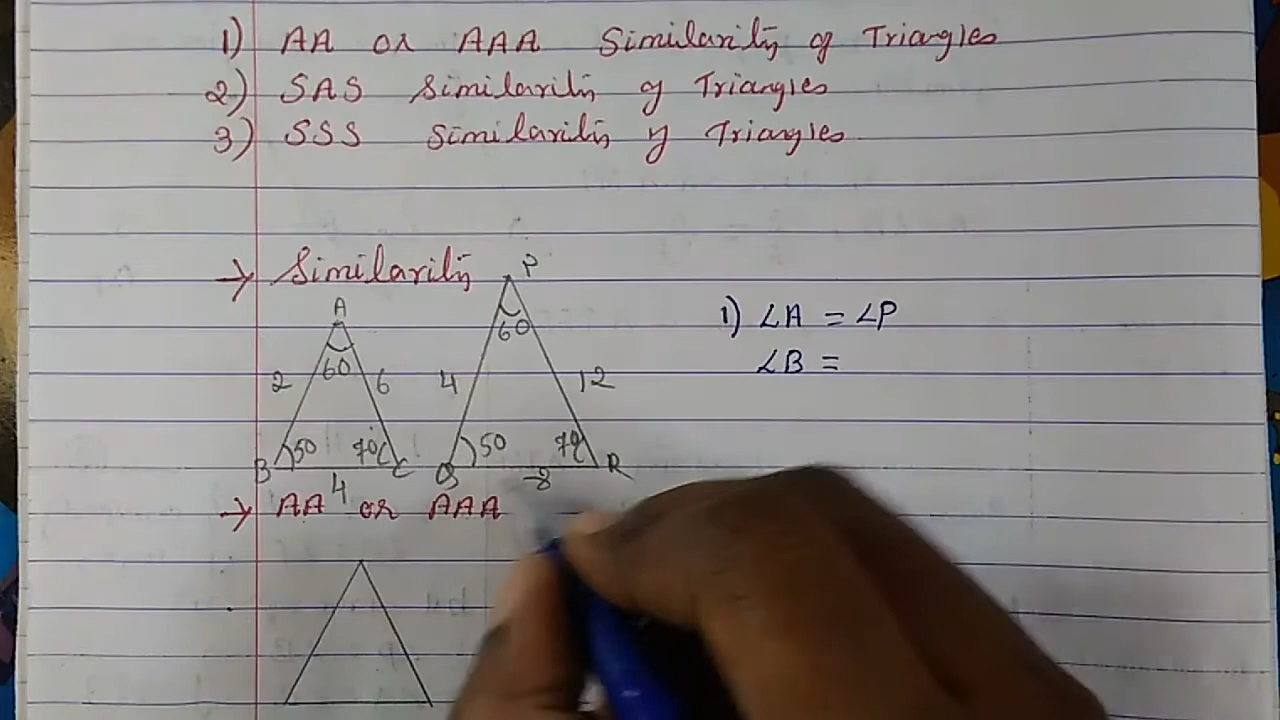 1) AA or AAA Similarity of Triangles
2) SAS Similarity of Triangles
3) SSS Similarity of Triangles
→ Similarity
A
P
60
60
2
6
4
12
50
70
50
70
B
C
Q
R
4
8
1) ∠A = ∠P
∠B =
→ AA or AAA